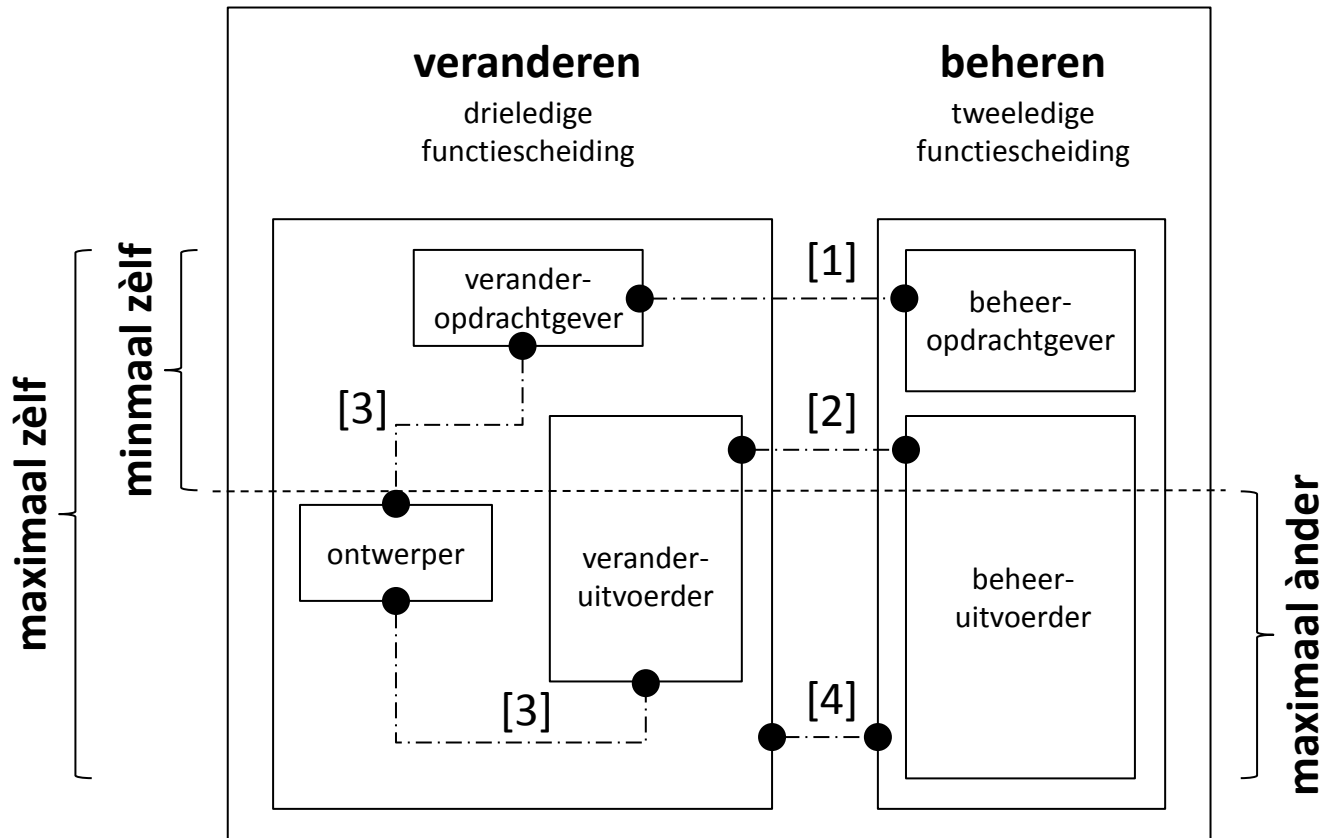 veranderen
drieledige
functiescheiding
beheren
tweeledige
functiescheiding
maximaal zèlf
minmaal zèlf
verander-
opdrachtgever
[1]
beheer-
opdrachtgever
[3]
[2]
ontwerper
verander-
uitvoerder
beheer-
uitvoerder
[3]
[4]
maximaal ànder